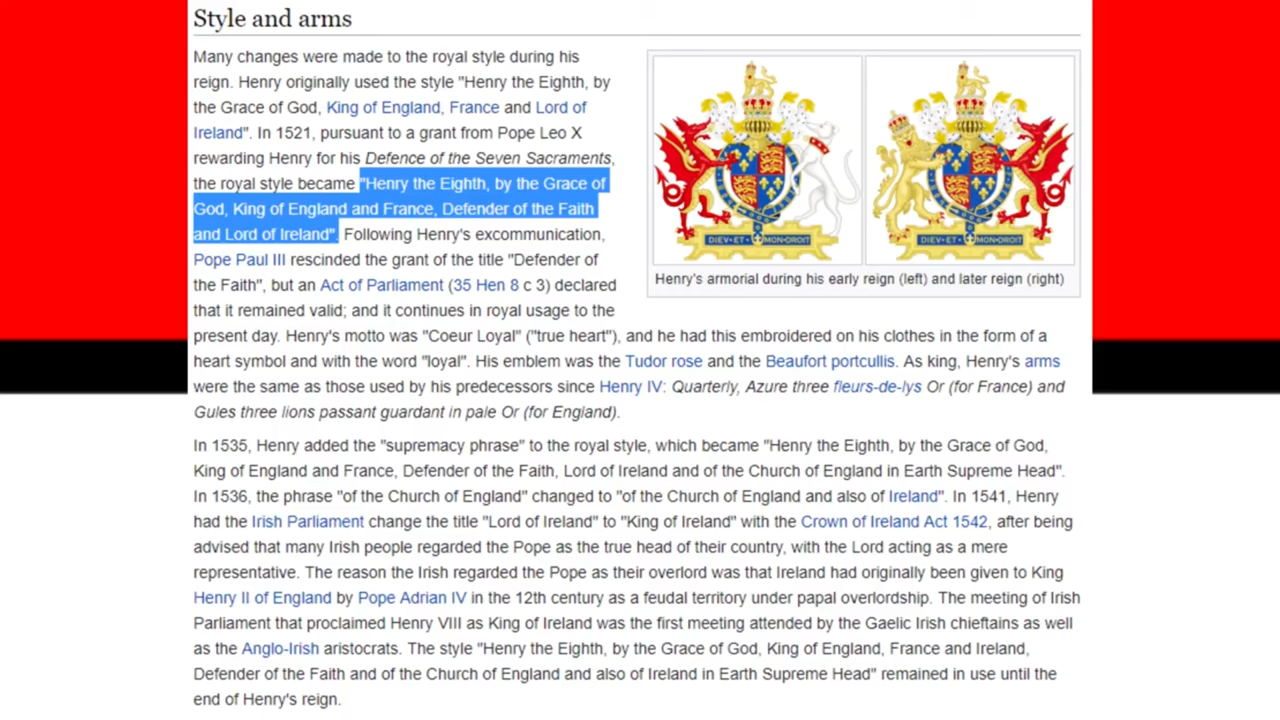 Style and arms
Many changes were made to the royal style during his
reign. Henry originally used the style "Henry the Eighth, by
the Grace of God, King of England, France and Lord of
Ireland". In 1521, pursuant to a grant from Pope Leo X
rewarding Henry for his Defence of the Seven Sacraments,
the royal style became "Henry the Eighth, by the Grace of
God, King of England and France, Defender of the Faith
and Lord of Ireland". Following Henry's excommunication,
Pope Paul III rescinded the grant of the title "Defender of
the Faith", but an Act of Parliament (35 Hen 8 c 3) declared
that it remained valid; and it continues in royal usage to the
present day. Henry's motto was "Coeur Loyal" ("true heart"), and he had this embroidered on his clothes in the form of a
heart symbol and with the word "loyal". His emblem was the Tudor rose and the Beaufort portcullis. As king, Henry's arms
were the same as those used by his predecessors since Henry IV: Quarterly, Azure three fleurs-de-lys Or (for France) and
Gules three lions passant guardant in pale Or (for England).
DIEV·ET MON·DROIT
DIEV·ET MON·DROIT
Henry's armorial during his early reign (left) and later reign (right)
In 1535, Henry added the "supremacy phrase" to the royal style, which became "Henry the Eighth, by the Grace of God,
King of England and France, Defender of the Faith, Lord of Ireland and of the Church of England in Earth Supreme Head".
In 1536, the phrase "of the Church of England" changed to "of the Church of England and also of Ireland". In 1541, Henry
had the Irish Parliament change the title "Lord of Ireland" to "King of Ireland" with the Crown of Ireland Act 1542, after being
advised that many Irish people regarded the Pope as the true head of their country, with the Lord acting as a mere
representative. The reason the Irish regarded the Pope as their overlord was that Ireland had originally been given to King
Henry II of England by Pope Adrian IV in the 12th century as a feudal territory under papal overlordship. The meeting of Irish
Parliament that proclaimed Henry VIII as King of Ireland was the first meeting attended by the Gaelic Irish chieftains as well
as the Anglo-Irish aristocrats. The style "Henry the Eighth, by the Grace of God, King of England, France and Ireland,
Defender of the Faith and of the Church of England and also of Ireland in Earth Supreme Head" remained in use until the
end of Henry's reign.